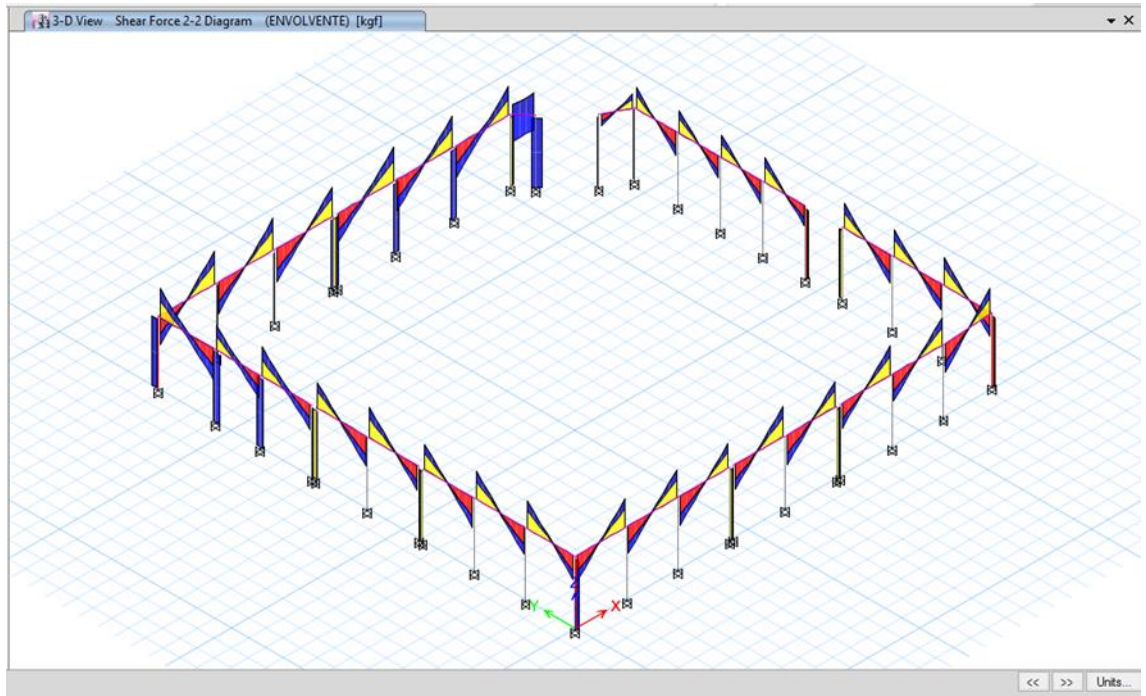 3-D View Shear Force 2-2 Diagram (ENVOLVENTE) [kgf]
Y X
<< >> Units...